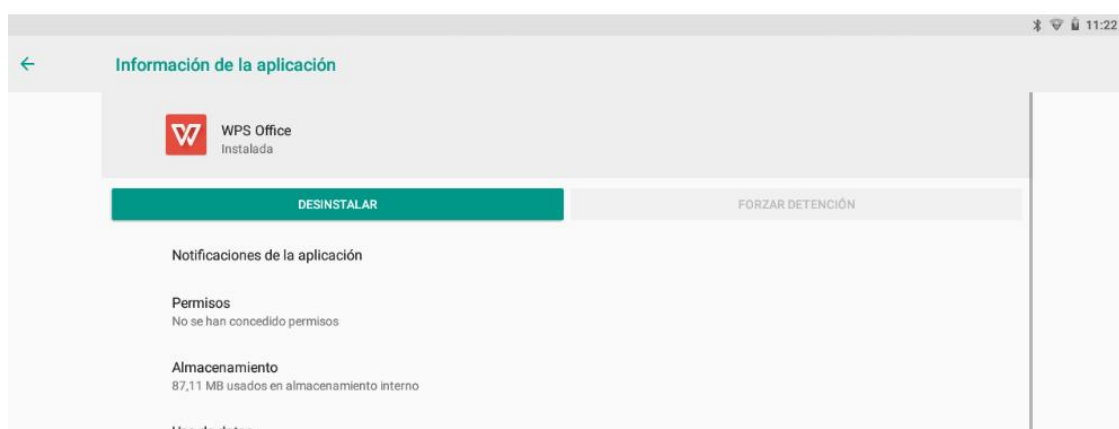 11:22
Información de la aplicación
WPS Office
Instalada
DESINSTALAR
FORZAR DETENCIÓN
Notificaciones de la aplicación
Permisos
No se han concedido permisos
Almacenamiento
87,11 MB usados en almacenamiento interno